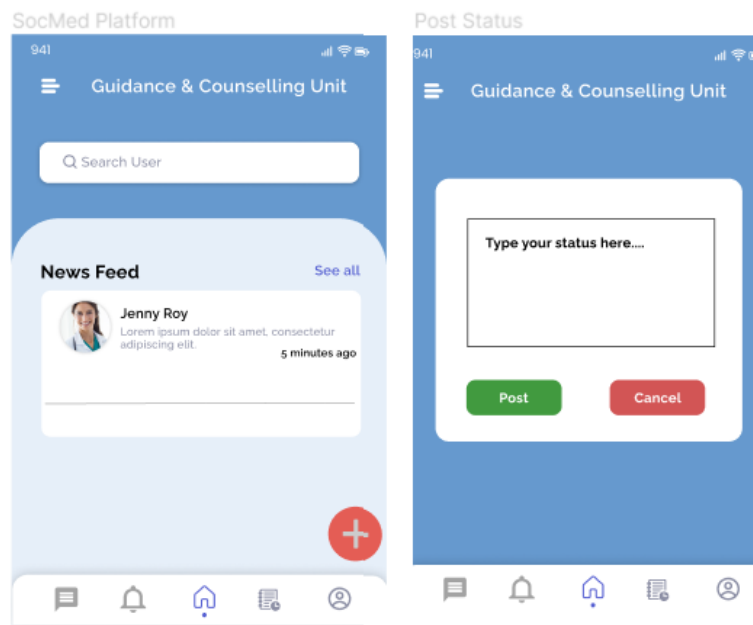 SocMed Platform
941
Guidance & Counselling Unit
Search User
News Feed
See all
Jenny Roy
Lorem ipsum dolor sit amet, consectetur
adipiscing elit.
5 minutes ago
Post Status
941
Guidance & Counselling Unit
Type your status here....
Post
Cancel